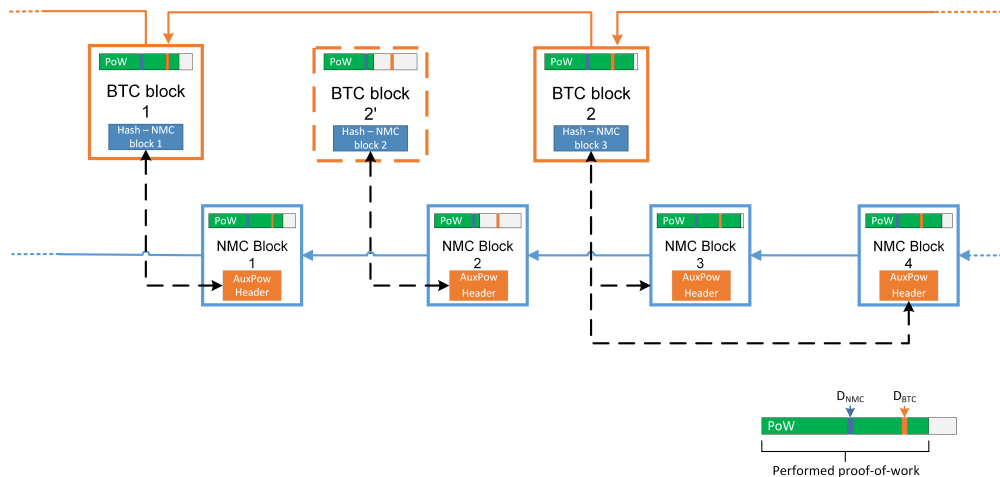 PoW
BTC block
1
Hash – NMC
block 1
PoW
BTC block
2'
Hash – NMC
block 2
PoW
BTC block
2
Hash – NMC
block 3
PoW
NMC Block
1
AuxPow
Header
PoW
NMC Block
2
AuxPow
Header
PoW
NMC Block
3
AuxPow
Header
PoW
NMC Block
4
AuxPow
Header
D_NMC D_BTC
PoW
Performed proof-of-work